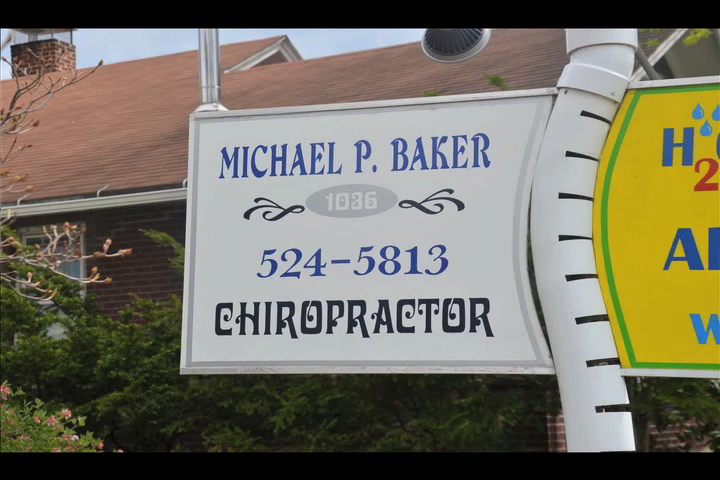 MICHAEL P. BAKER
1036
524-5813
CHIROPRACTOR
H
2